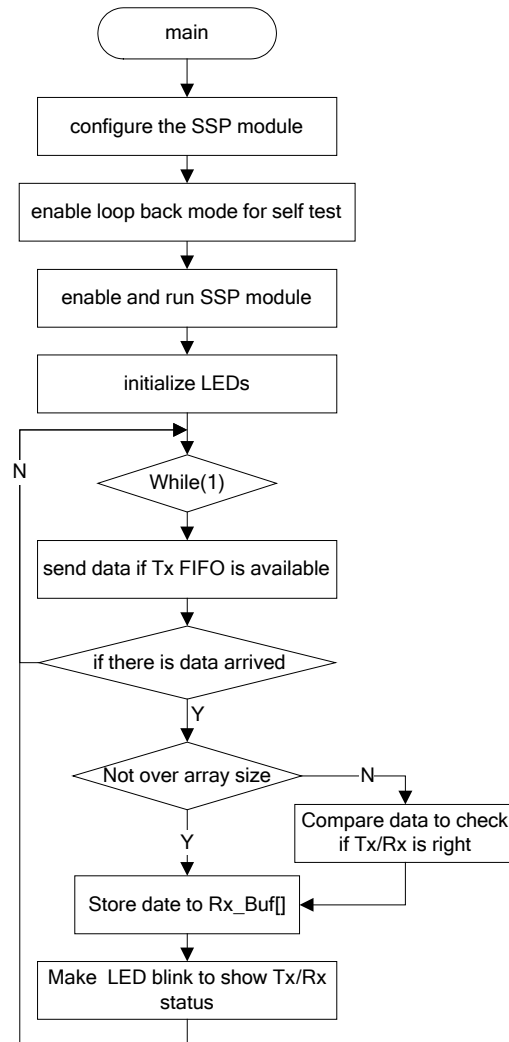 main
configure the SSP module
enable loop back mode for self test
enable and run SSP module
initialize LEDs
N
While(1)
send data if Tx FIFO is available
if there is data arrived
Y
Not over array size
N
Compare data to check
if Tx/Rx is right
Y
Store date to Rx_Buf[]
Make LED blink to show Tx/Rx
status